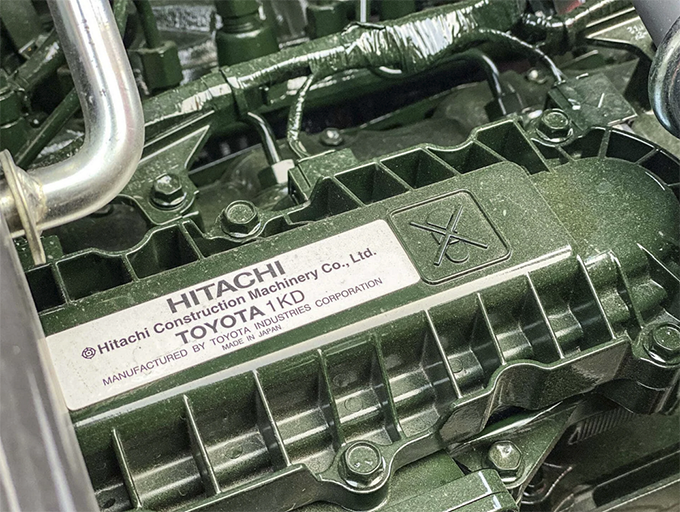 HITACHI
Hitachi Construction Machinery Co., Ltd.
TOYOTA 1KD
MANUFACTURED BY TOYOTA INDUSTRIES CORPORATION
MADE IN JAPAN